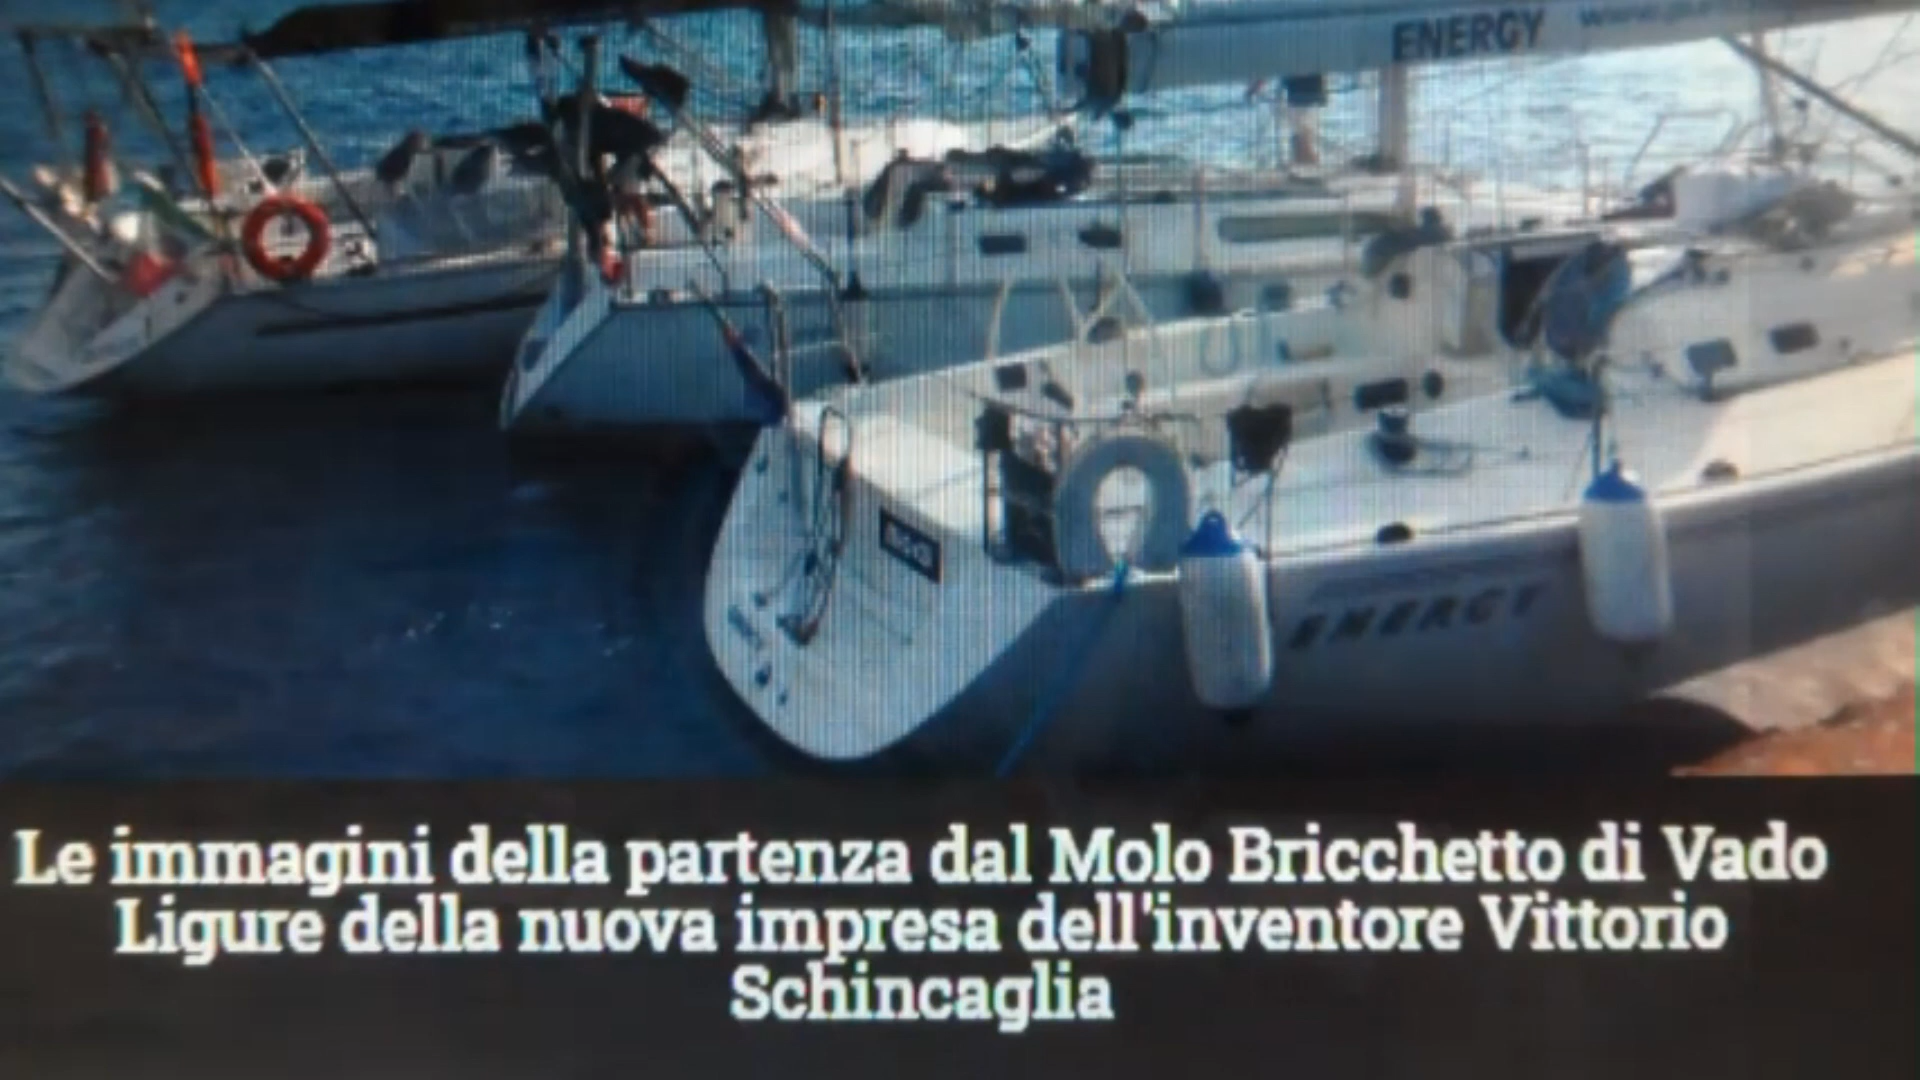 ENERGY
ENERGY
Le immagini della partenza dal Molo Bricchetto di Vado
Ligure della nuova impresa dell'inventore Vittorio
Schincaglia